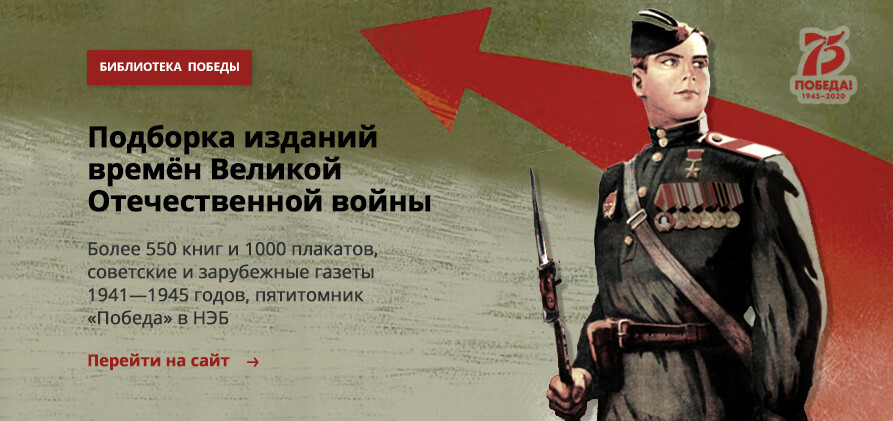 БИБЛИОТЕКА ПОБЕДЫ
Подборка изданий
времён Великой
Отечественной войны
Более 550 книг и 1000 плакатов,
советские и зарубежные газеты
1941—1945 годов, пятитомник
«Победа» в НЭБ
Перейти на сайт →
75
ПОБЕДА!
1945–2020